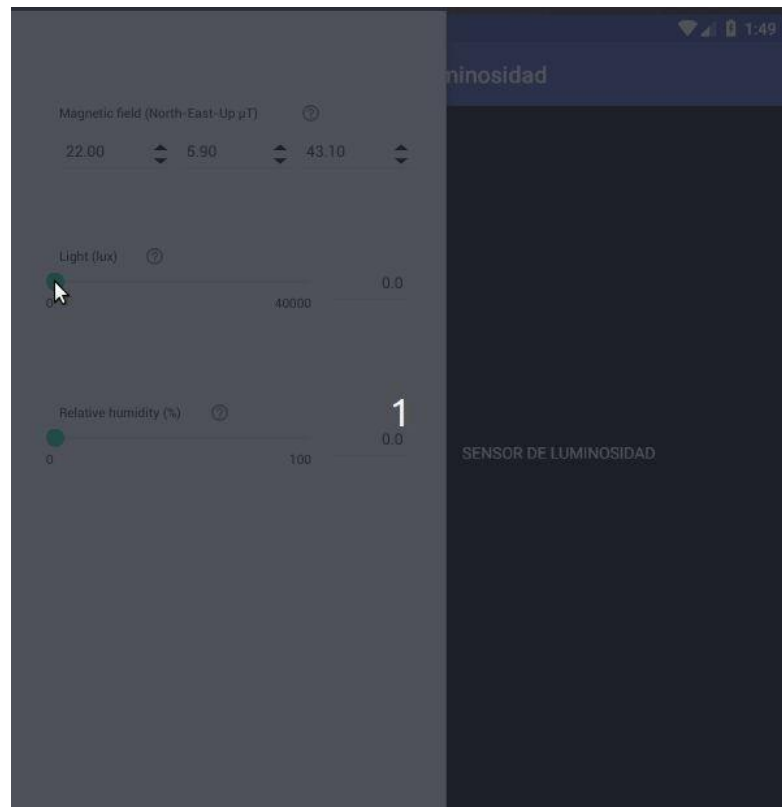 1:49
minosidad
Magnetic field (North-East-Up μT)
22.00 5.90 43.10
Light (lux)
0.0
0 40000
Relative humidity (%)
1
0.0
0 100
SENSOR DE LUMINOSIDAD